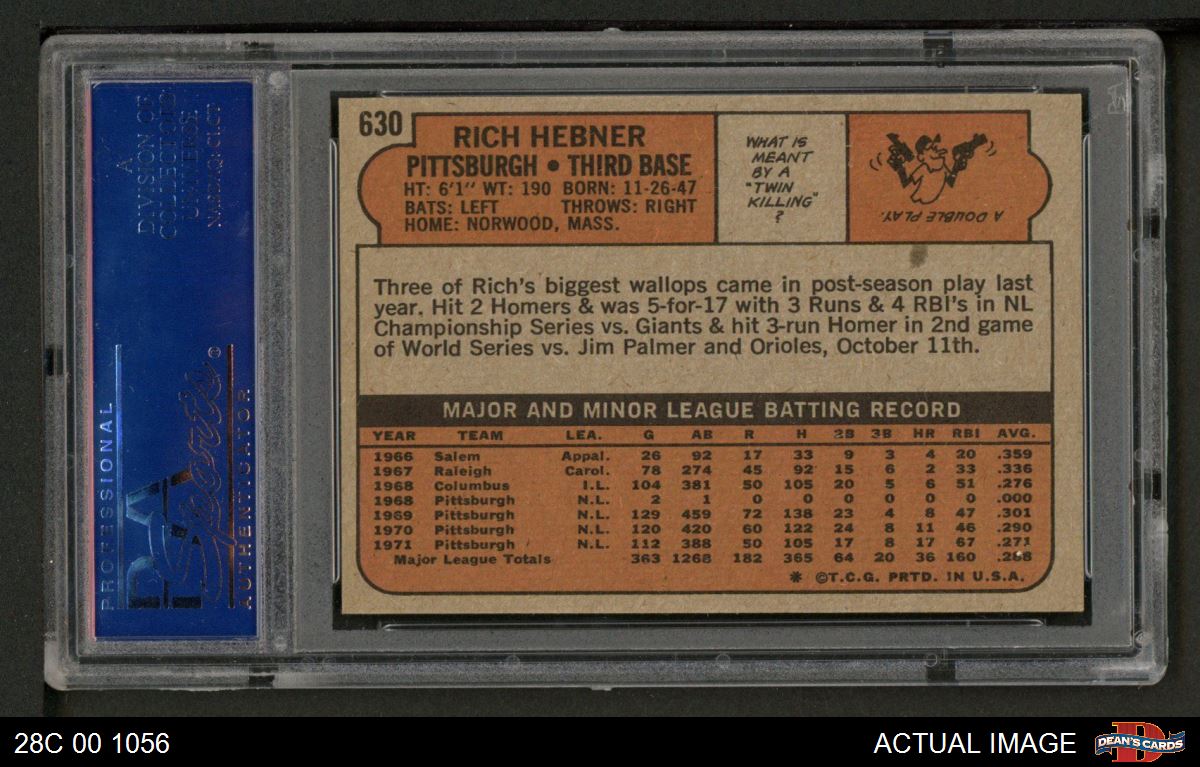 A
DIVISION OF
COLLECTORS
UNIVERSE
NASDAQ: CLCT
PROFESSIONAL
PSA
Sports
AUTHENTICATOR
630
RICH HEBNER
PITTSBURGH • THIRD BASE
HT: 6'1" WT: 190 BORN: 11-26-47
BATS: LEFT THROWS: RIGHT
HOME: NORWOOD, MASS.
WHAT IS
MEANT
BY A
"TWIN
KILLING"
?
A DOUBLE PLAY.
Three of Rich's biggest wallops came in post-season play last
year. Hit 2 Homers & was 5-for-17 with 3 Runs & 4 RBI's in NL
Championship Series vs. Giants & hit 3-run Homer in 2nd game
of World Series vs. Jim Palmer and Orioles, October 11th.
MAJOR AND MINOR LEAGUE BATTING RECORD
YEAR TEAM LEA. G AB R H 2B 3B HR RBI AVG.
1966 Salem Appal. 26 92 17 33 9 3 4 20 .359
1967 Raleigh Carol. 78 274 45 92 15 6 2 33 .336
1968 Columbus I.L. 104 381 50 105 20 5 6 51 .276
1968 Pittsburgh N.L. 2 1 0 0 0 0 0 0 .000
1969 Pittsburgh N.L. 129 459 72 138 23 4 8 47 .301
1970 Pittsburgh N.L. 120 420 60 122 24 8 11 46 .290
1971 Pittsburgh N.L. 112 388 50 105 17 8 17 67 .271
Major League Totals 363 1268 182 365 64 20 36 160 .288
* ©T.C.G. PRTD. IN U.S.A.
28C 00 1056
ACTUAL IMAGE
D
DEAN'S CARDS